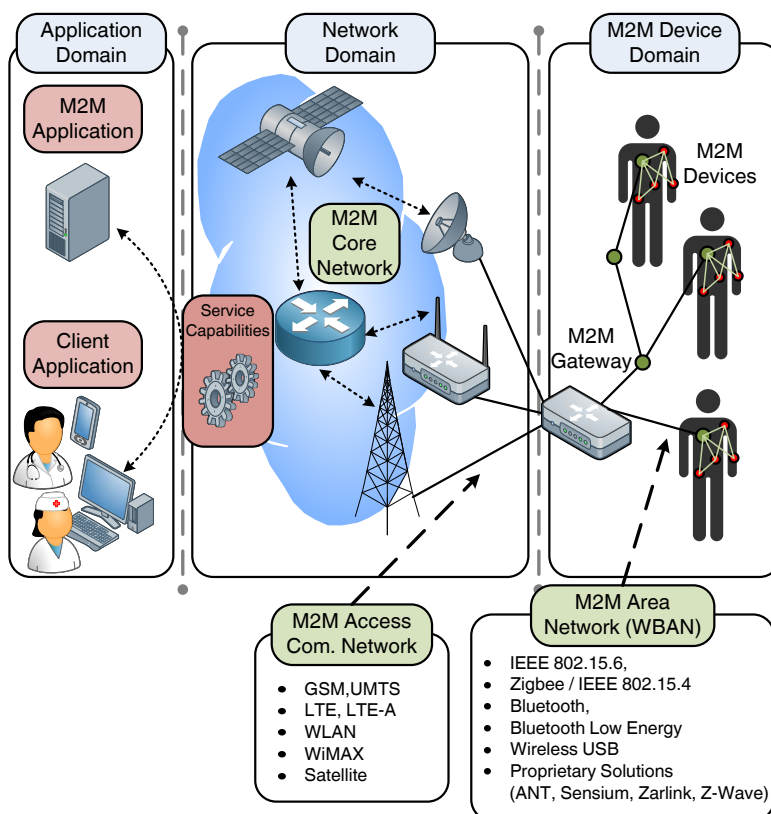 Application
Domain
Network
Domain
M2M Device
Domain
M2M
Application
M2M
Devices
M2M
Core
Network
Service
Capabilities
Client
Application
M2M
Gateway
M2M Access
Com. Network
• GSM,UMTS
• LTE, LTE-A
• WLAN
• WiMAX
• Satellite
M2M Area
Network (WBAN)
• IEEE 802.15.6,
• Zigbee / IEEE 802.15.4
• Bluetooth,
• Bluetooth Low Energy
• Wireless USB
• Proprietary Solutions
(ANT, Sensium, Zarlink, Z-Wave)